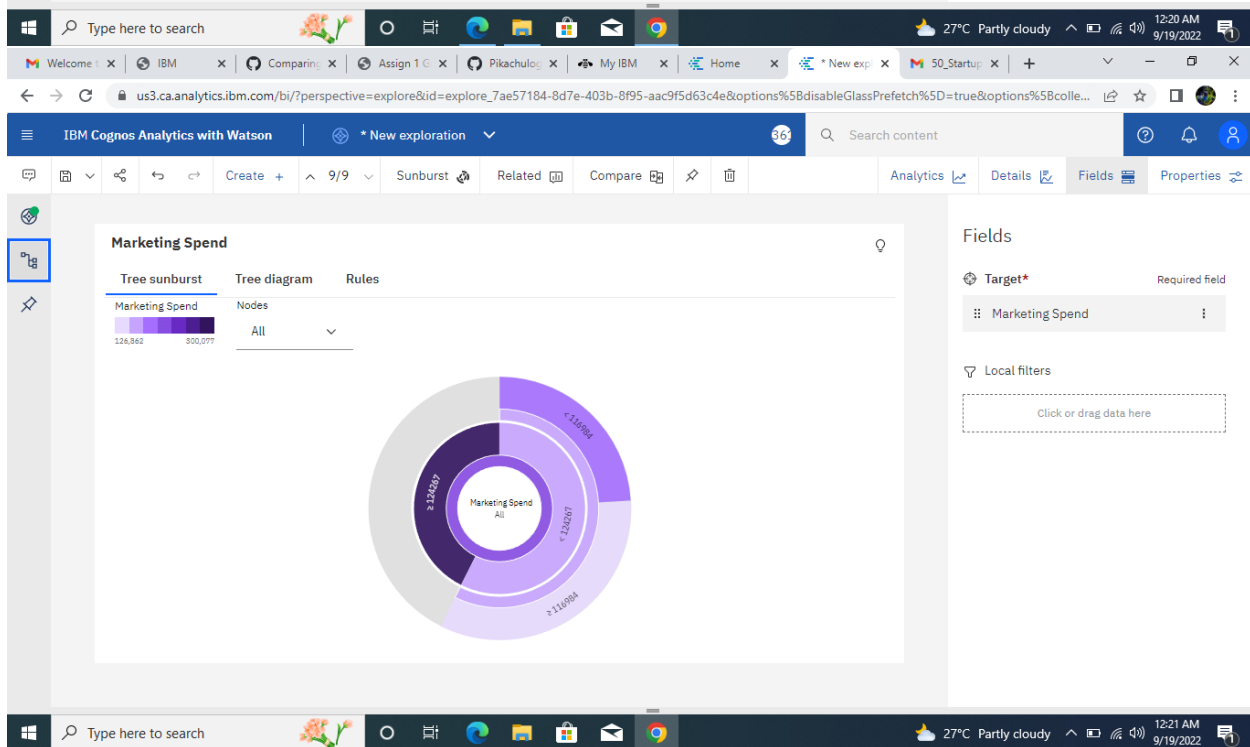 Type here to search
27°C Partly cloudy
12:20 AM
9/19/2022
1
Welcome t
IBM
Comparing
Assign 1 G
Pikachulog
My IBM
Home
* New expl
50_Startup
us3.ca.analytics.ibm.com/bi/?perspective=explore&id=explore_7ae57184-8d7e-403b-8f95-aac9f5d63c4e&options%5BdisableGlassPrefetch%5D=true&options%5Bcolle...
IBM Cognos Analytics with Watson
* New exploration
363
Search content
Create +
9/9
Sunburst
Related
Compare
Analytics
Details
Fields
Properties
Marketing Spend
Tree sunburst Tree diagram Rules
Marketing Spend
126,862 300,077
Nodes
All
< 116984
≥ 124267
Marketing Spend
All
< 124267
≥ 116984
Fields
Target* Required field
Marketing Spend
Local filters
Click or drag data here
Type here to search
27°C Partly cloudy
12:21 AM
9/19/2022
1